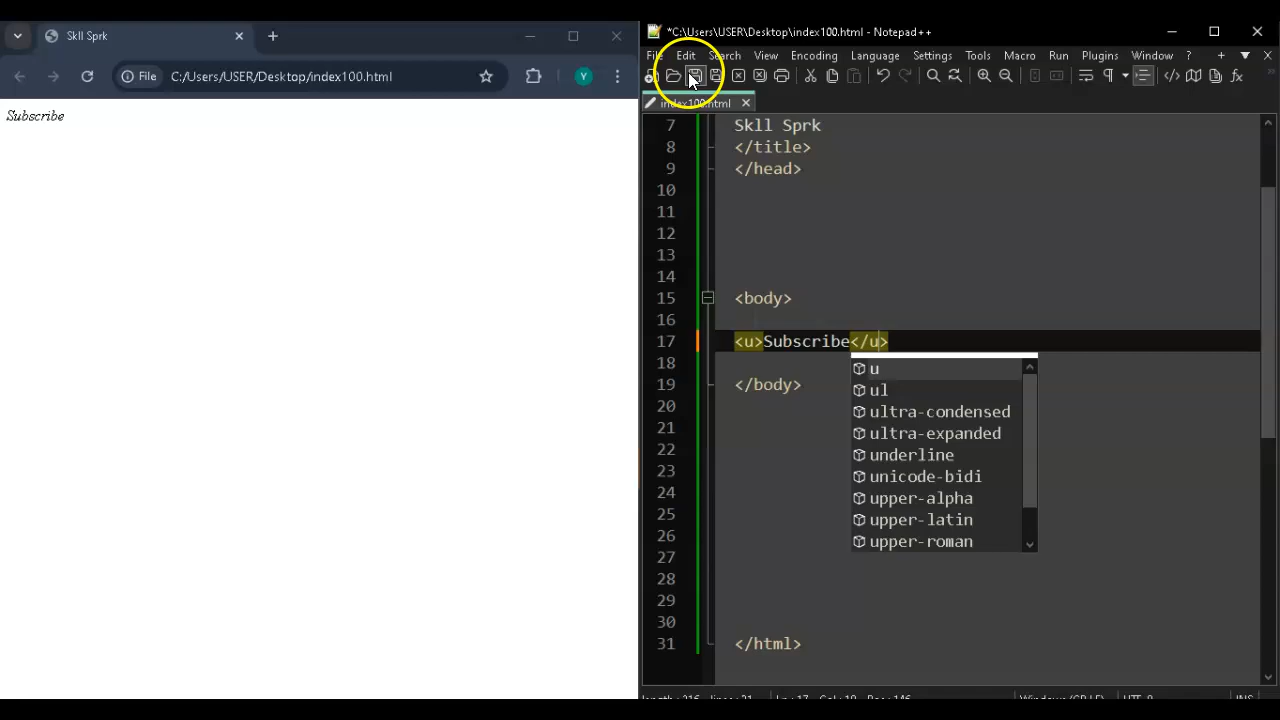 Skll Sprk
File
C:/Users/USER/Desktop/index100.html
Y
Subscribe
*C:\Users\USER\Desktop\index100.html - Notepad++
File Edit Search View Encoding Language Settings Tools Macro Run Plugins Window ?
index100.html
7 Skll Sprk
8 </title>
9 </head>
10
11
12
13
14
15 <body>
16
17 <u>Subscribe</u>
18
19 </body>
20
21
22
23
24
25
26
27
28
29
30
31 </html>
u
ul
ultra-condensed
ultra-expanded
underline
unicode-bidi
upper-alpha
upper-latin
upper-roman